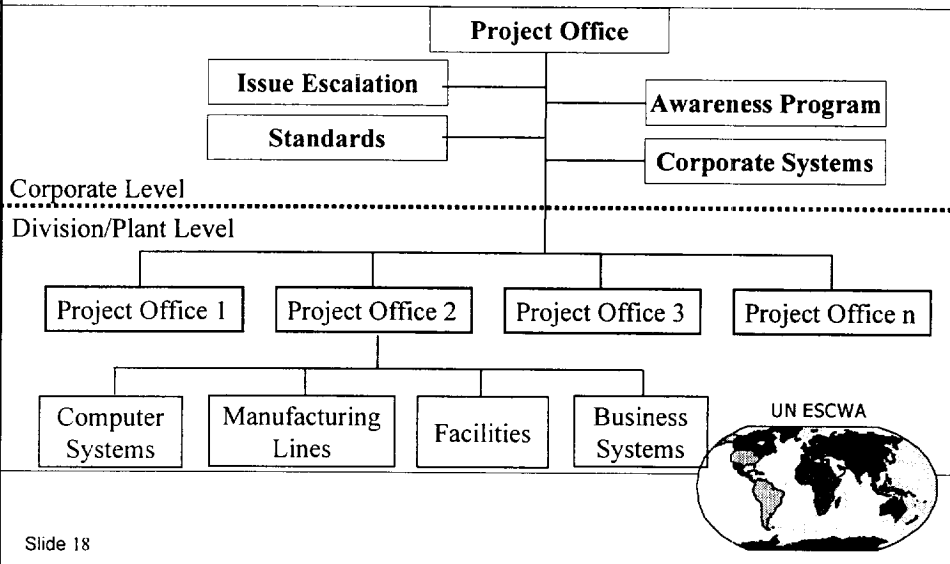 Project Office
Issue Escalation
Awareness Program
Standards
Corporate Systems
Corporate Level
Division/Plant Level
Project Office 1
Project Office 2
Project Office 3
Project Office n
Computer
Systems
Manufacturing
Lines
Facilities
Business
Systems
UN ESCWA
Slide 18